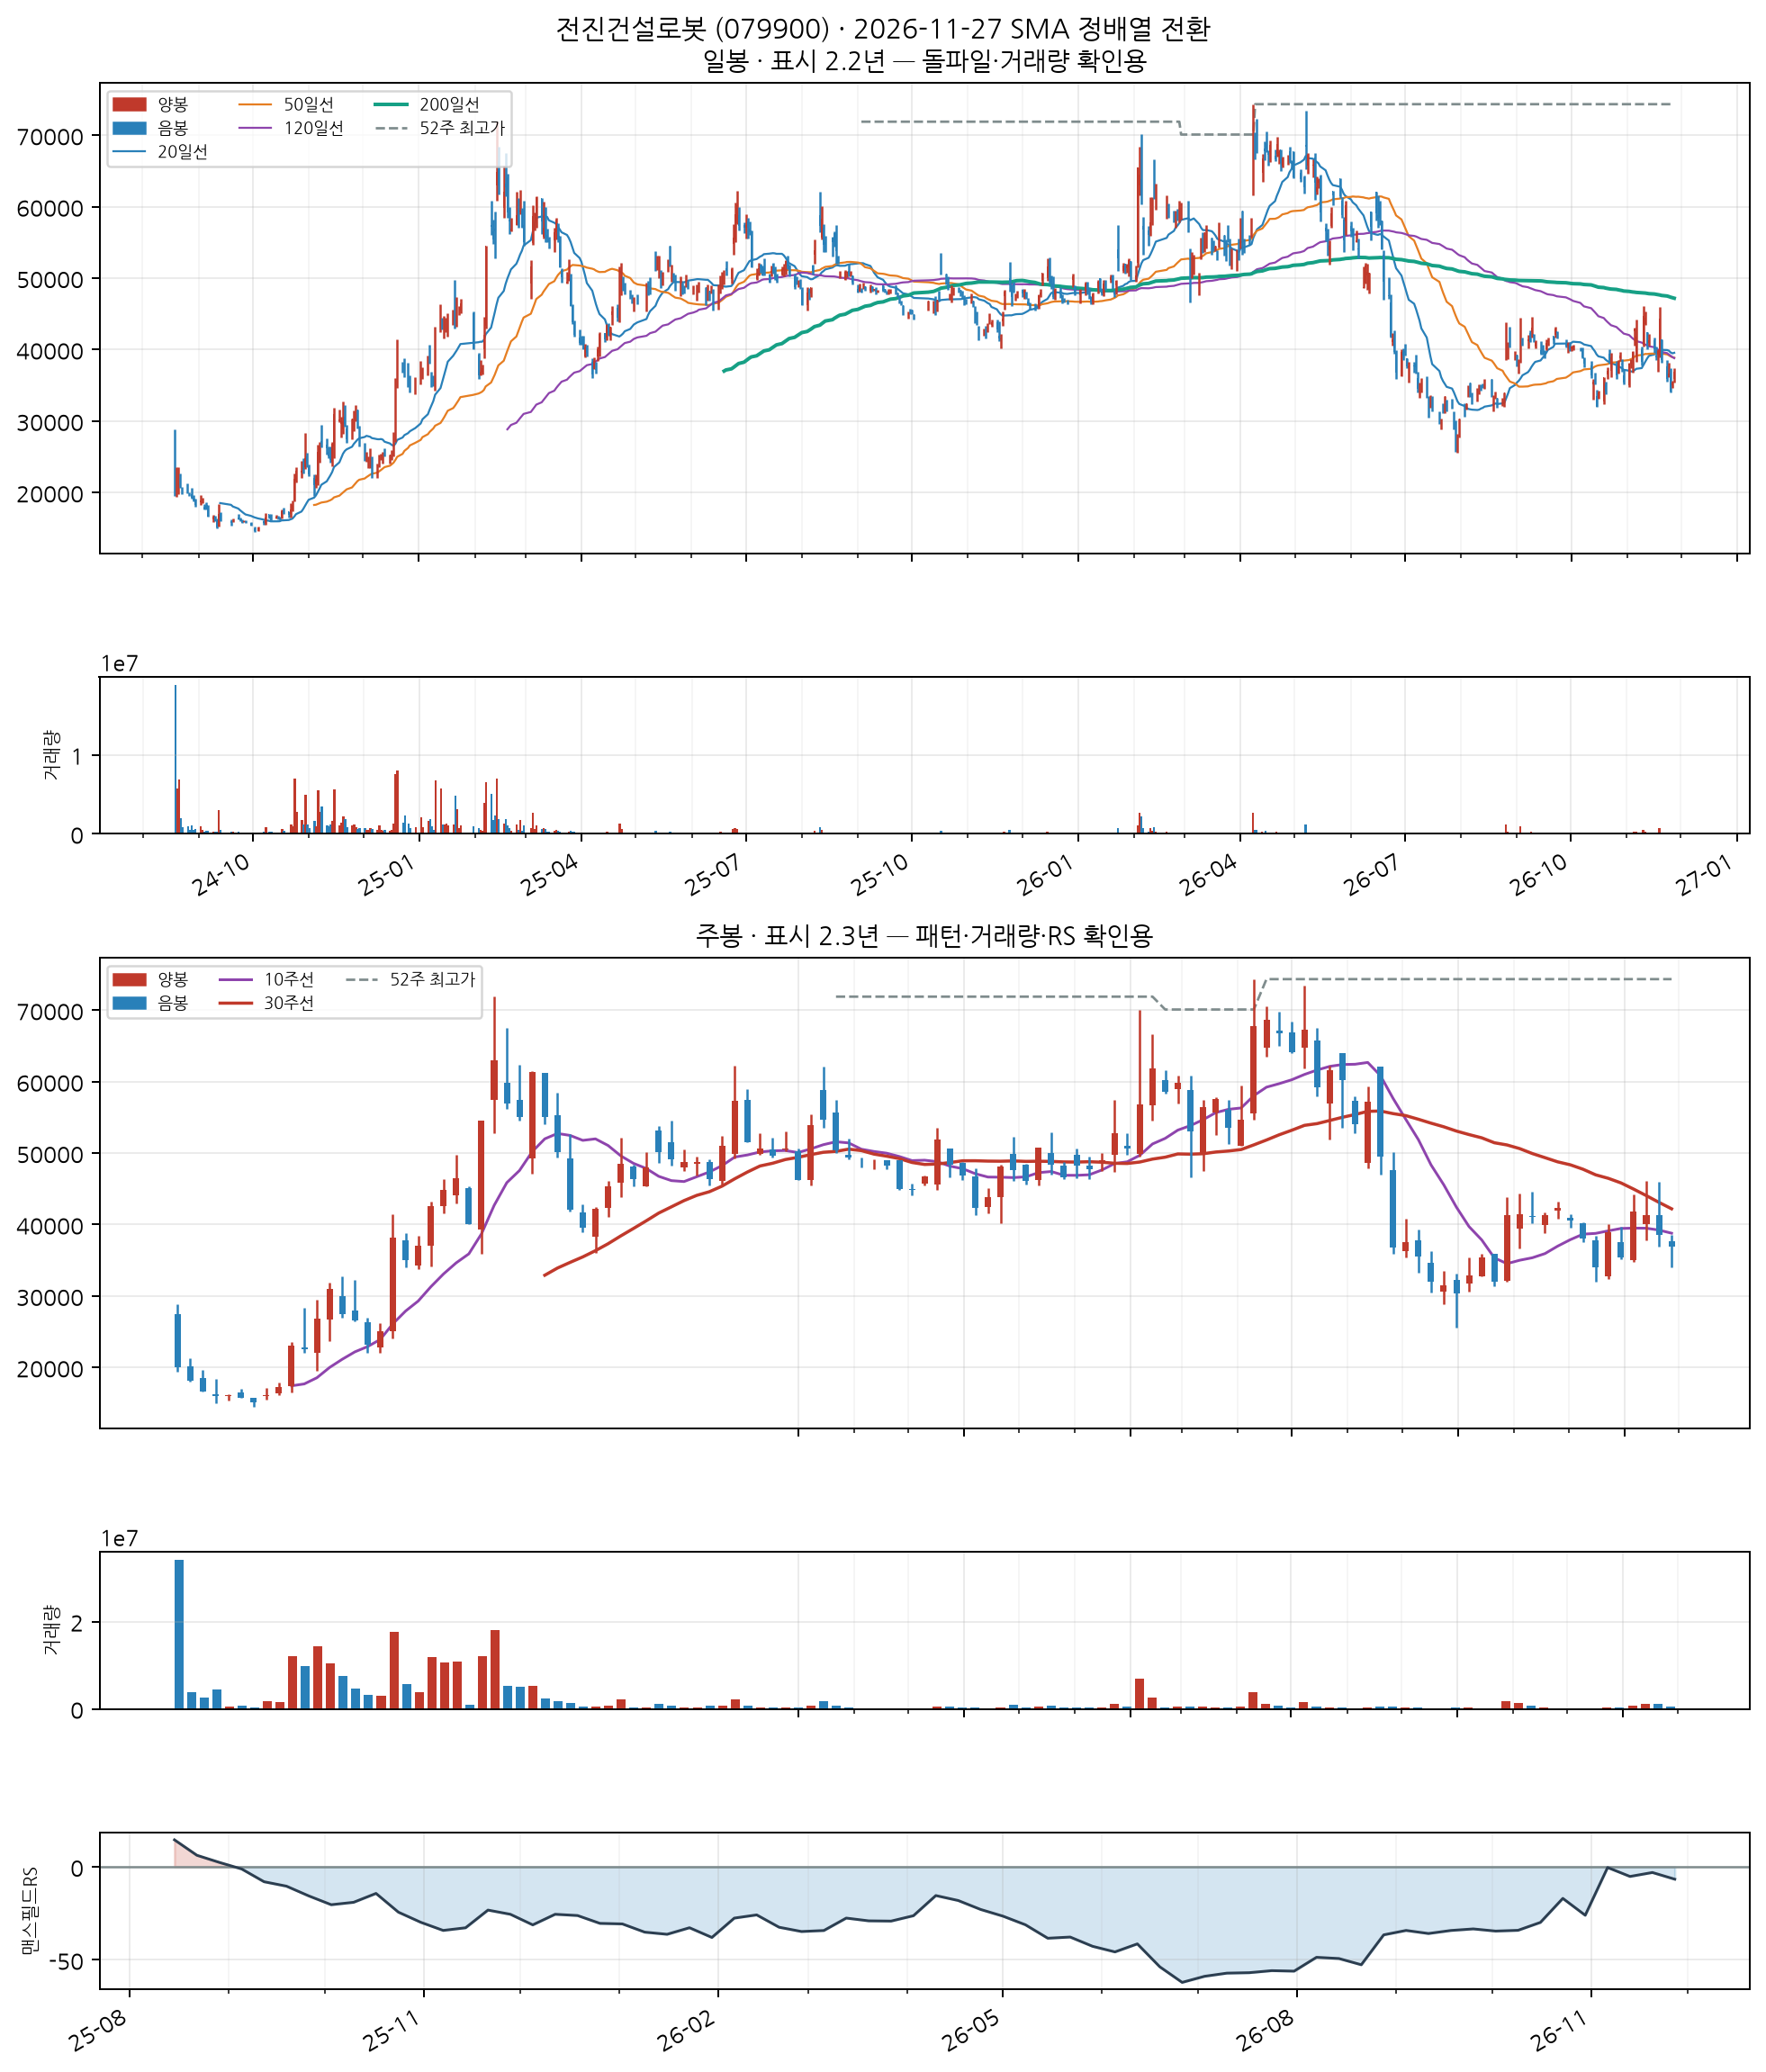 전진건설로봇 (079900) · 2026-11-27 SMA 정배열 전환
일봉 · 표시 2.2년 — 돌파일·거래량 확인용
양봉 50일선 200일선
음봉 120일선 52주 최고가
20일선
70000
60000
50000
40000
30000
20000
1e7
거래량
1
0
24-10 25-01 25-04 25-07 25-10 26-01 26-04 26-07 26-10 27-01
주봉 · 표시 2.3년 — 패턴·거래량·RS 확인용
양봉 10주선 52주 최고가
음봉 30주선
70000
60000
50000
40000
30000
20000
1e7
거래량
2
0
맨스필드RS
0
-50
25-08 25-11 26-02 26-05 26-08 26-11